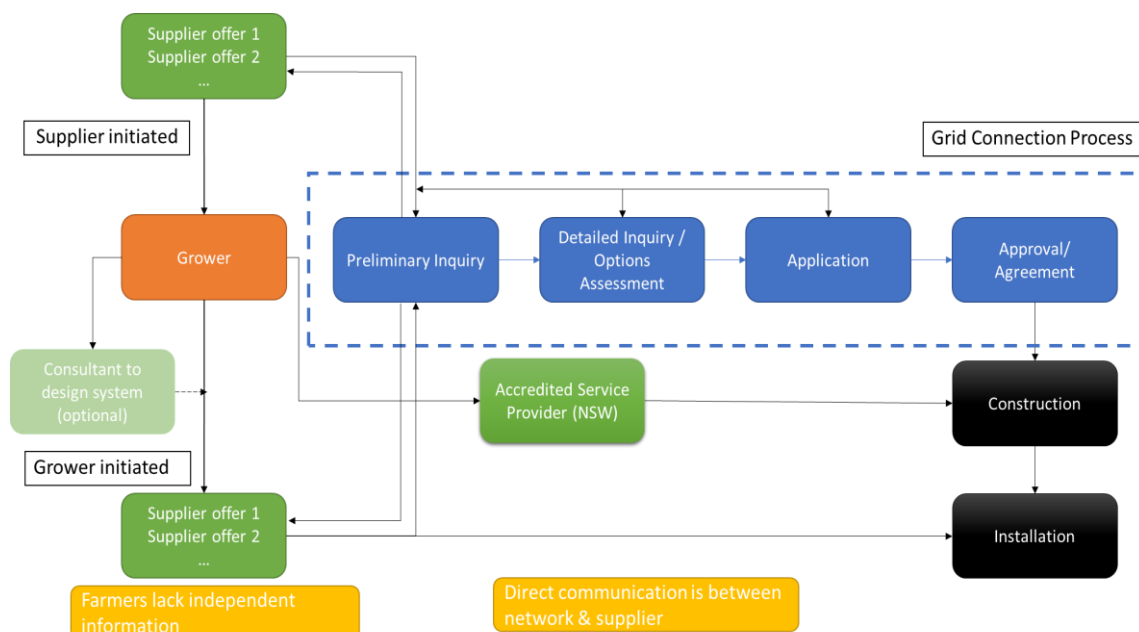 Supplier offer 1
Supplier offer 2
...
Supplier initiated
Grid Connection Process
Grower
Preliminary Inquiry
Detailed Inquiry /
Options
Assessment
Application
Approval/
Agreement
Consultant to
design system
(optional)
Accredited Service
Provider (NSW)
Construction
Grower initiated
Supplier offer 1
Supplier offer 2
...
Installation
Farmers lack independent
information
Direct communication is between
network & supplier